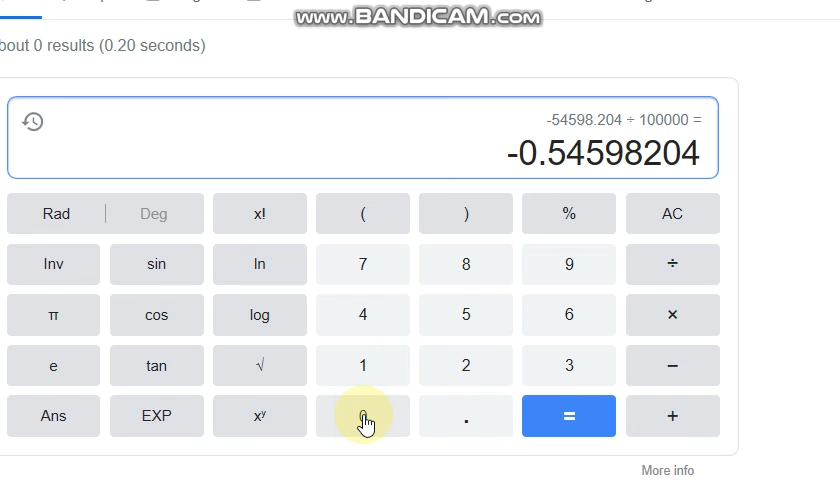 www.BANDICAM.com
bout 0 results (0.20 seconds)
-54598.204 ÷ 100000 =
-0.54598204
Rad Deg x! ( ) % AC
Inv sin ln 7 8 9 ÷
π cos log 4 5 6 ×
e tan √ 1 2 3 −
Ans EXP xʸ 0 . = +
More info